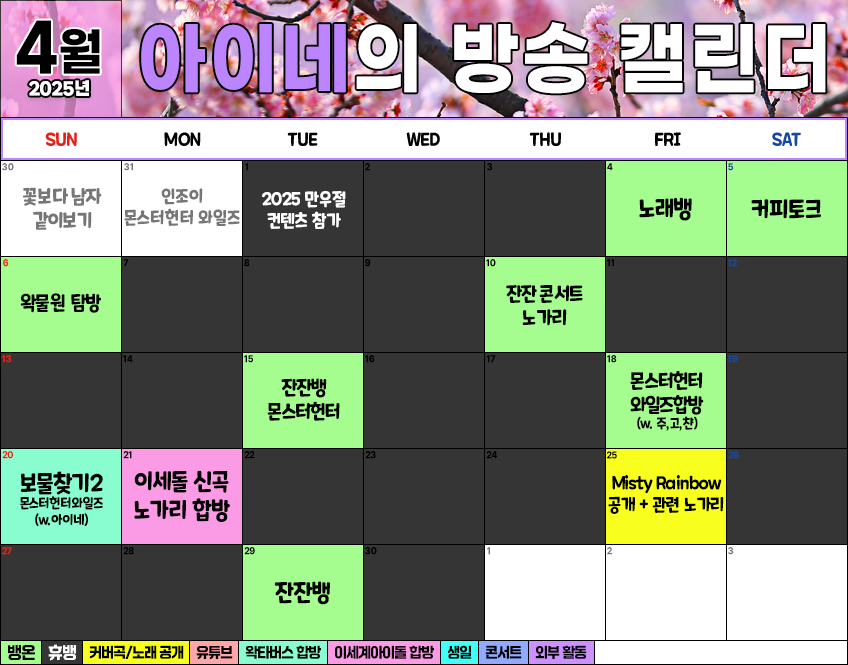 4월
2025년
아이네의 방송 캘린더
SUN MON TUE WED THU FRI SAT
30 31 1 2 3 4 5
꽃보다 남자
같이보기
인조이
몬스터헌터 와일즈
2025 만우절
컨텐츠 참가
노래뱅
커피토크
6 7 8 9 10 11 12
왁물원 탐방
잔잔 콘서트
노가리
13 14 15 16 17 18 19
잔잔뱅
몬스터헌터
몬스터헌터
와일즈합방
(w. 주,고,챤)
20 21 22 23 24 25 26
보물찾기2
몬스터헌터와일즈
(w.아이네)
이세돌 신곡
노가리 합방
Misty Rainbow
공개 + 관련 노가리
27 28 29 30 1 2 3
잔잔뱅
뱅온 휴뱅 커버곡/노래 공개 유튜브 왁타버스 합방 이세계아이돌 합방 생일 콘서트 외부 활동